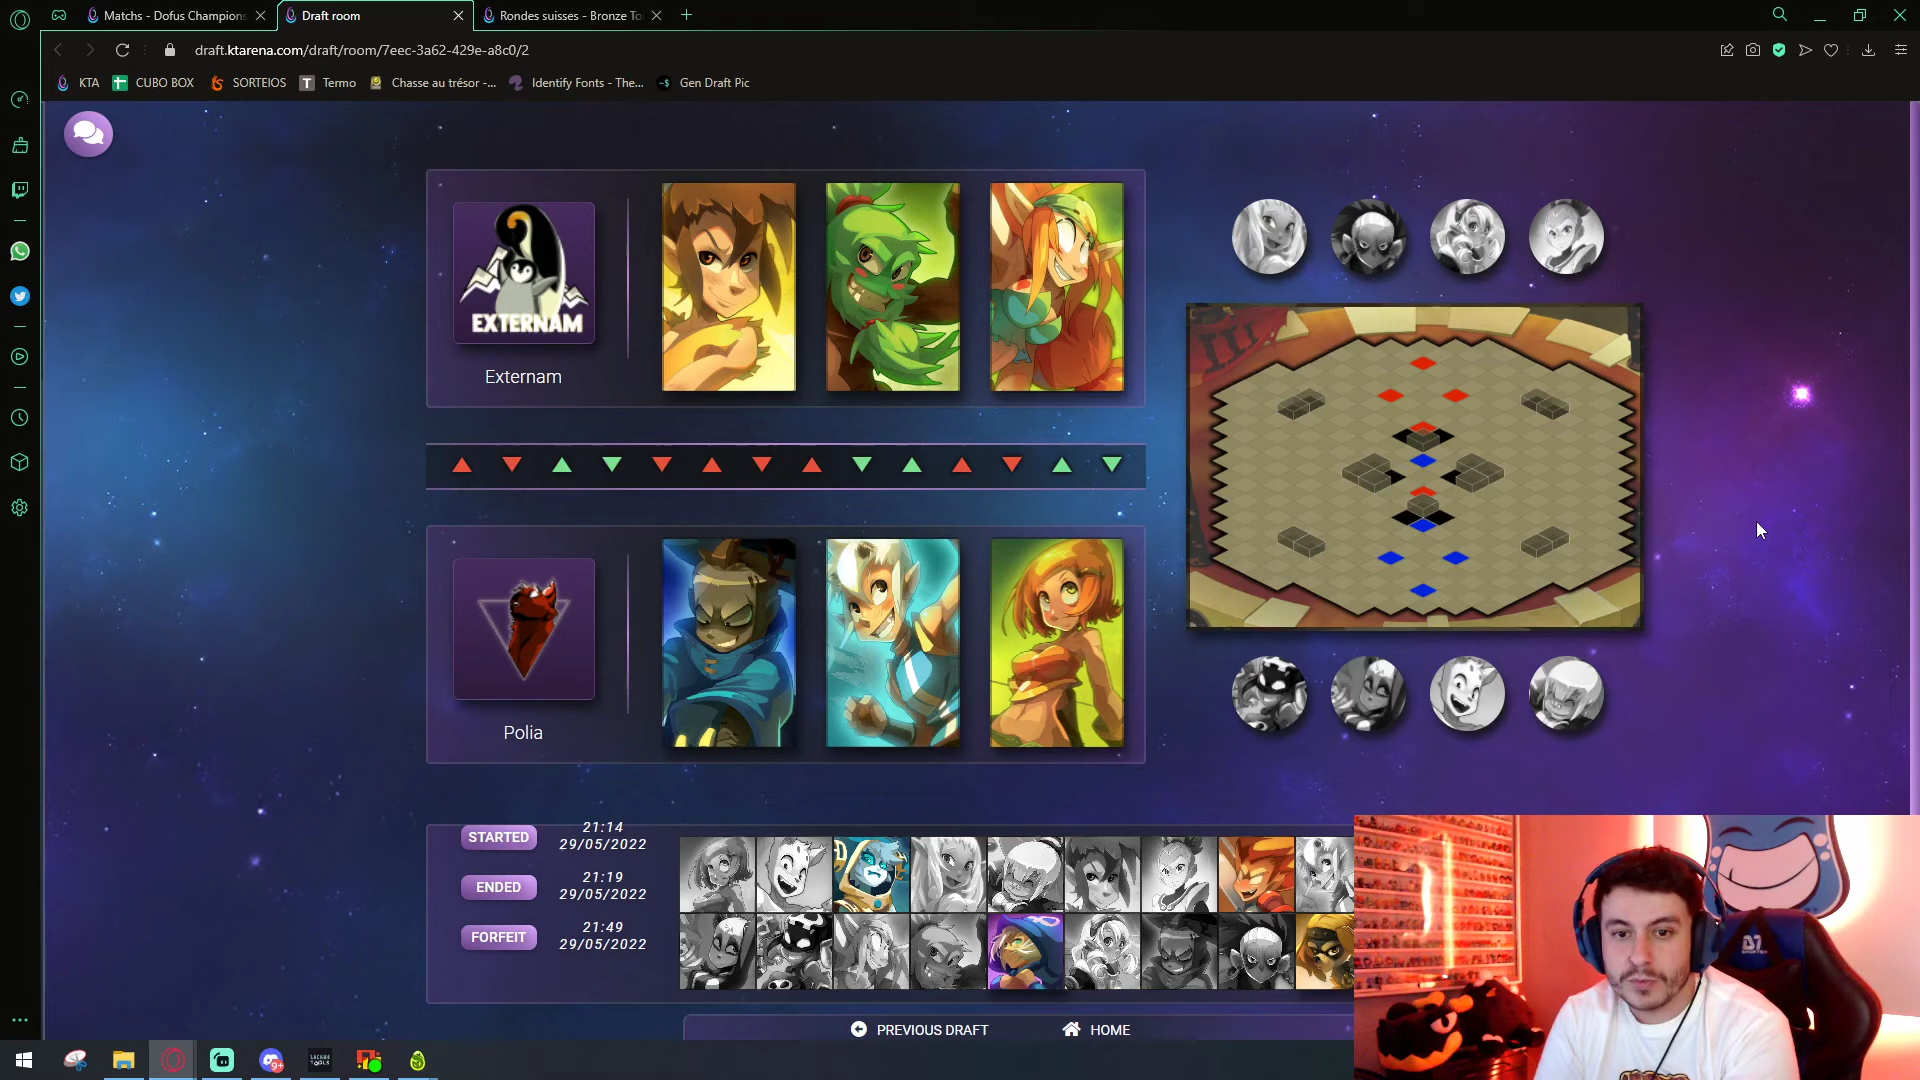 Matchs - Dofus Champions
Draft room
Rondes suisses - Bronze To
draft.ktarena.com/draft/room/7eec-3a62-429e-a8c0/2
KTA
CUBO BOX
SORTEIOS
T
Termo
Chasse au trésor -...
Identify Fonts - The...
Gen Draft Pic
EXTERNAM
Externam
Polia
STARTED
21:14
29/05/2022
ENDED
21:19
29/05/2022
FORFEIT
21:49
29/05/2022
PREVIOUS DRAFT
HOME
9+